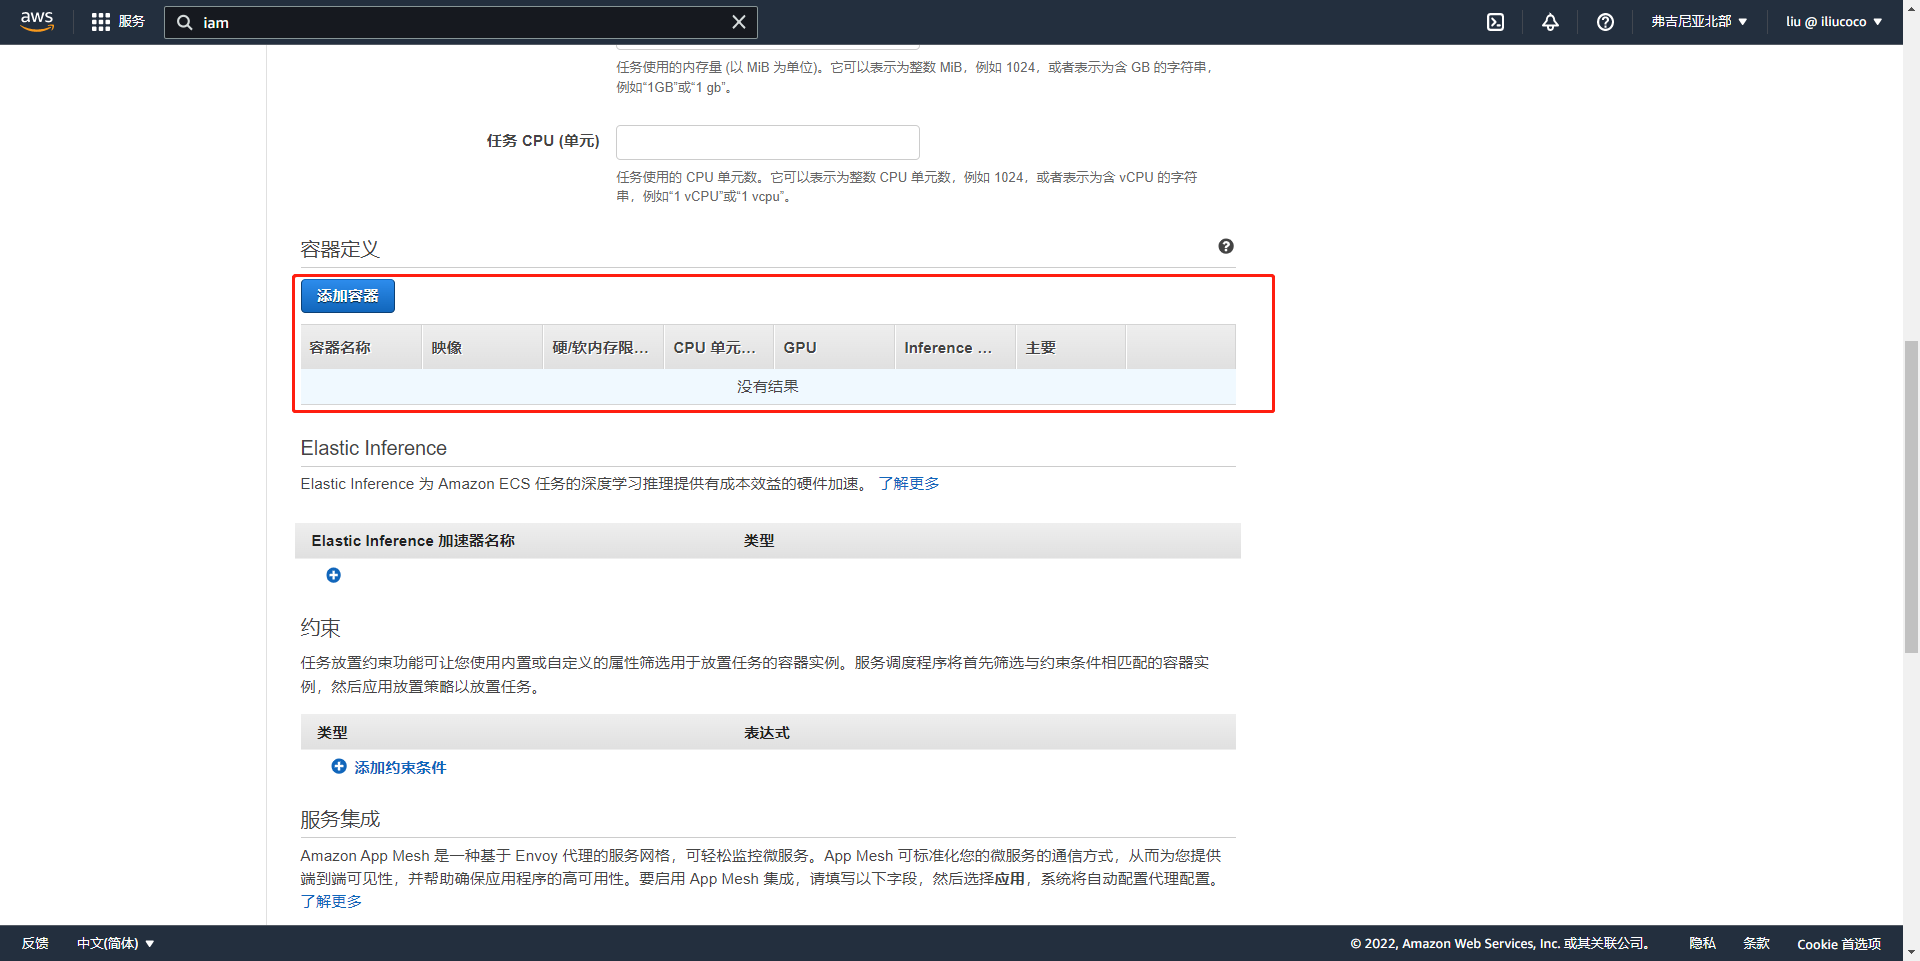 aws
服务
iam
弗吉尼亚北部
liu @ iliucoco
任务使用的内存量 (以 MiB 为单位)。它可以表示为整数 MiB，例如 1024，或者表示为含 GB 的字符串，
例如“1GB”或“1 gb”。
任务 CPU (单元)
任务使用的 CPU 单元数。它可以表示为整数 CPU 单元数，例如 1024，或者表示为含 vCPU 的字符
串，例如“1 vCPU”或“1 vcpu”。
容器定义
添加容器
容器名称 映像 硬/软内存限... CPU 单元... GPU Inference ... 主要
没有结果
Elastic Inference
Elastic Inference 为 Amazon ECS 任务的深度学习推理提供有成本效益的硬件加速。 了解更多
Elastic Inference 加速器名称 类型
约束
任务放置约束功能可让您使用内置或自定义的属性筛选用于放置任务的容器实例。服务调度程序将首先筛选与约束条件相匹配的容器实
例，然后应用放置策略以放置任务。
类型 表达式
添加约束条件
服务集成
Amazon App Mesh 是一种基于 Envoy 代理的服务网格，可轻松监控微服务。App Mesh 可标准化您的微服务的通信方式，从而为您提供
端到端可见性，并帮助确保应用程序的高可用性。要启用 App Mesh 集成，请填写以下字段，然后选择应用，系统将自动配置代理配置。
了解更多
反馈 中文(简体) © 2022, Amazon Web Services, Inc. 或其关联公司。 隐私 条款 Cookie 首选项